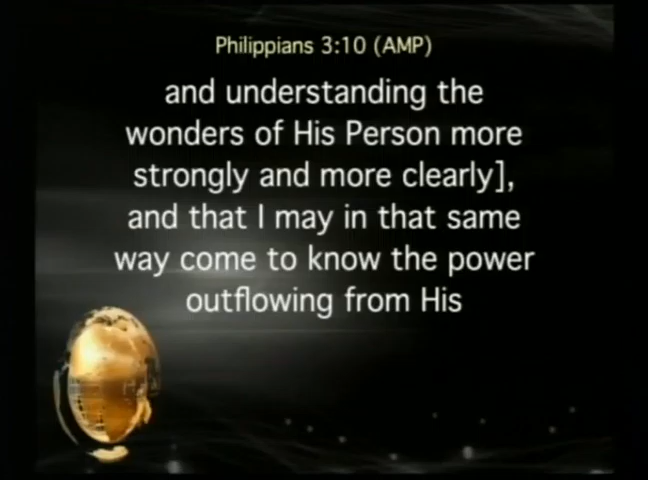 Philippians 3:10 (AMP)
and understanding the
wonders of His Person more
strongly and more clearly],
and that I may in that same
way come to know the power
outflowing from His